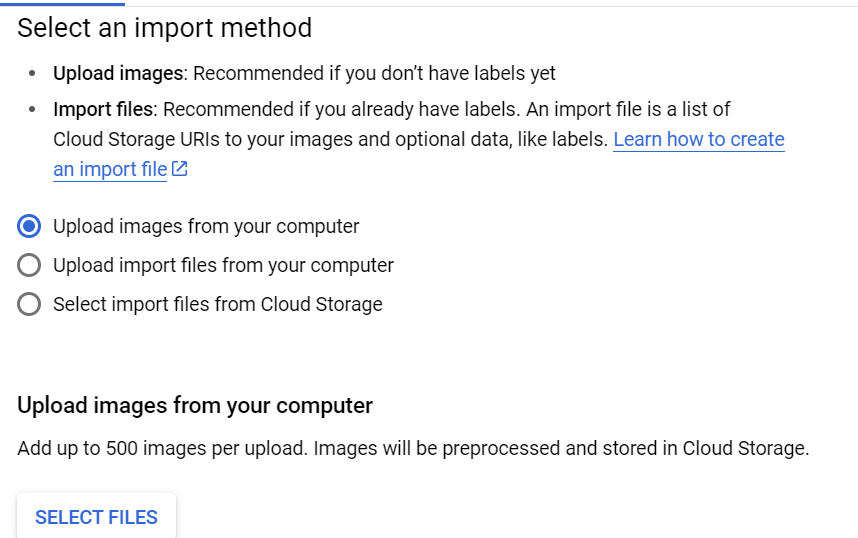 Select an import method
• Upload images: Recommended if you don’t have labels yet
• Import files: Recommended if you already have labels. An import file is a list of
Cloud Storage URIs to your images and optional data, like labels. Learn how to create
an import file
Upload images from your computer
Upload import files from your computer
Select import files from Cloud Storage
Upload images from your computer
Add up to 500 images per upload. Images will be preprocessed and stored in Cloud Storage.
SELECT FILES